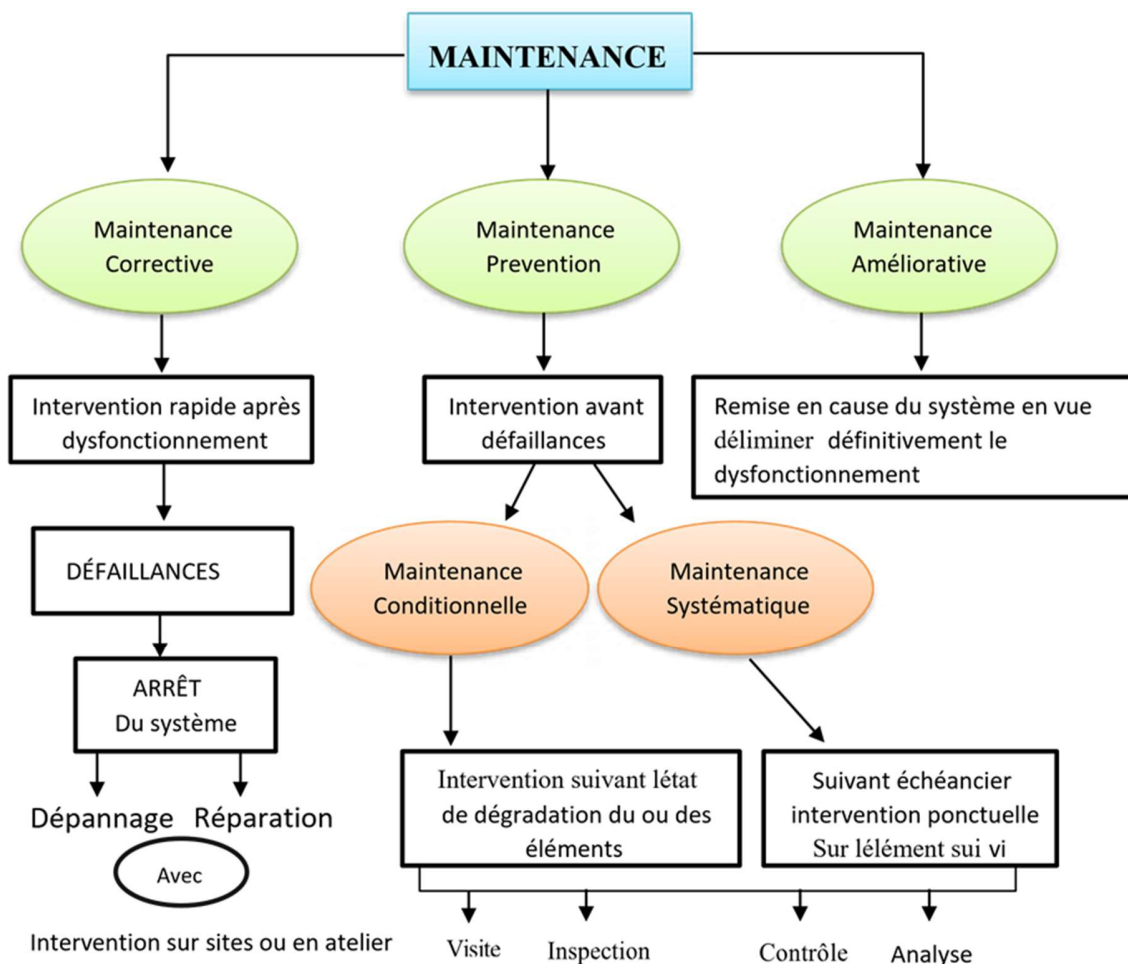 MAINTENANCE
Maintenance
Corrective
Maintenance
Prevention
Maintenance
Améliorative
Intervention rapide après
dysfonctionnement
Intervention avant
défaillances
Remise en cause du système en vue
déliminer définitivement le
dysfonctionnement
DÉFAILLANCES
Maintenance
Conditionnelle
Maintenance
Systématique
ARRÊT
Du système
Intervention suivant létat
de dégradation du ou des
éléments
Suivant échéancier
intervention ponctuelle
Sur lélément sui vi
Dépannage Réparation
Avec
Intervention sur sites ou en atelier
Visite Inspection Contrôle Analyse